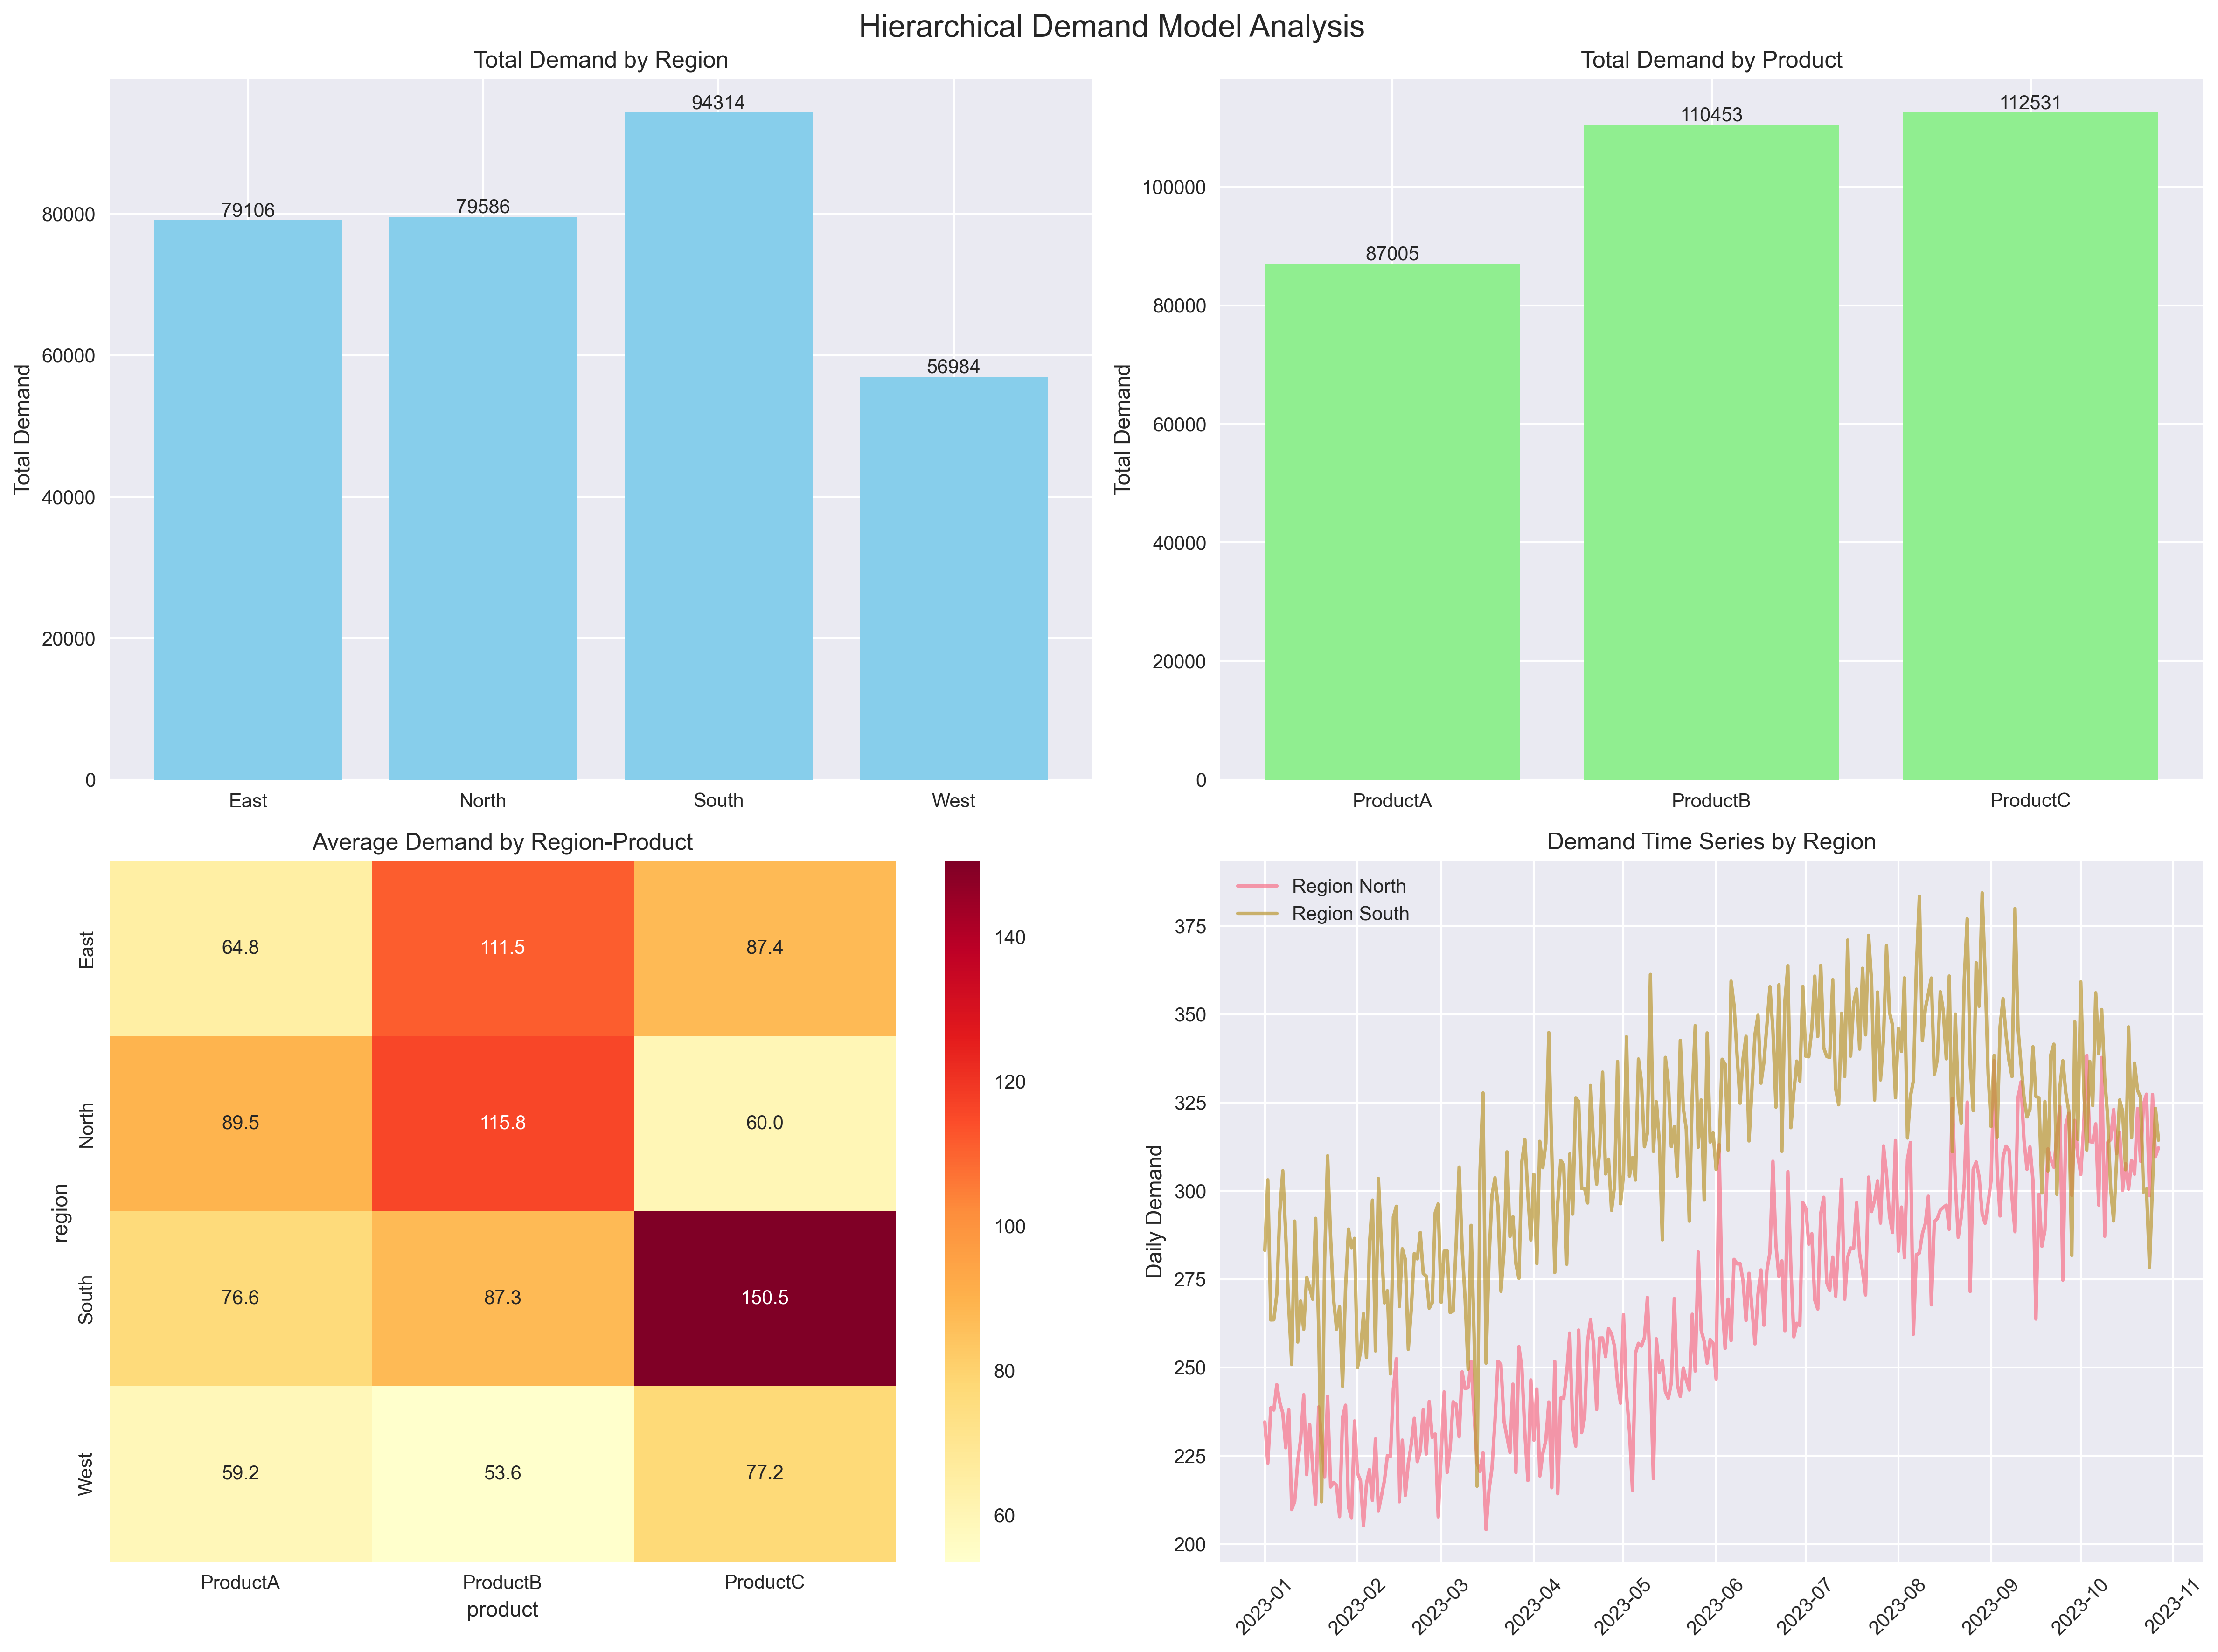 Hierarchical Demand Model Analysis
Total Demand by Region
Total Demand
80000
60000
40000
20000
0
79106
79586
94314
56984
East
North
South
West
Total Demand by Product
Total Demand
100000
80000
60000
40000
20000
0
87005
110453
112531
ProductA
ProductB
ProductC
Average Demand by Region-Product
region
East
North
South
West
64.8
111.5
87.4
89.5
115.8
60.0
76.6
87.3
150.5
59.2
53.6
77.2
ProductA
ProductB
ProductC
product
140
120
100
80
60
Demand Time Series by Region
Region North
Region South
Daily Demand
375
350
325
300
275
250
225
200
2023-01
2023-02
2023-03
2023-04
2023-05
2023-06
2023-07
2023-08
2023-09
2023-10
2023-11